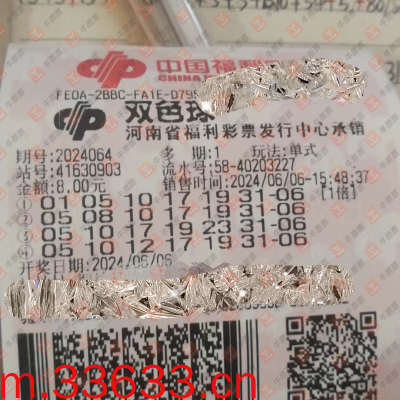 中国福利
CHINA
FE0A-2BBC-FA1E-D795
双色球
河南省福利彩票发行中心承销
期号:2024064 多 期:1 玩法:单式
站号:41630903 流水号:58-40203227
金额:8.00元 销售时间:2024/06/06-15:48:37
① 01 05 10 17 19 31-06 [1倍]
② 05 08 10 17 19 31-06
③ 05 10 17 19 23 31-06
④ 05 10 12 17 19 31-06
开奖日期:2024/06/06
m.33633.cn